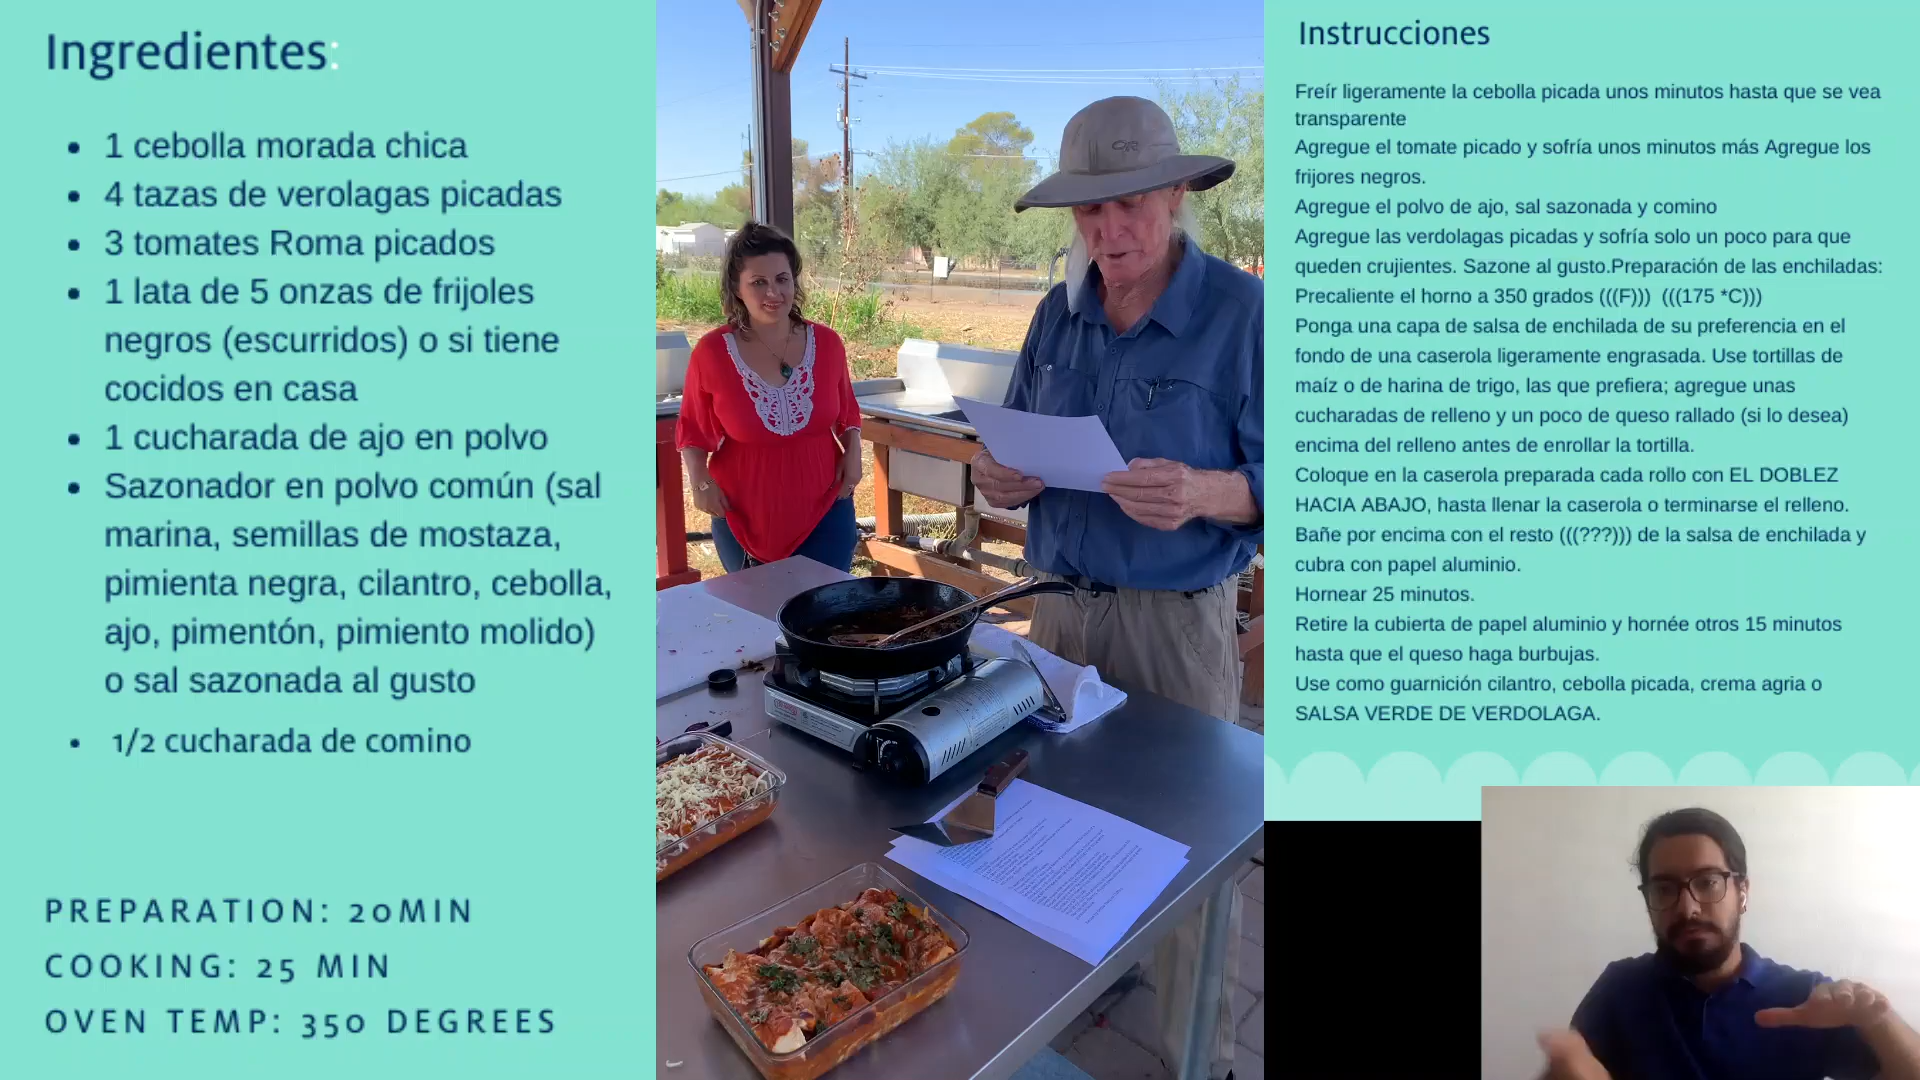 Ingredientes:
1 cebolla morada chica
4 tazas de verolagas picadas
3 tomates Roma picados
1 lata de 5 onzas de frijoles
negros (escurridos) o si tiene
cocidos en casa
1 cucharada de ajo en polvo
Sazonador en polvo común (sal
marina, semillas de mostaza,
pimienta negra, cilantro, cebolla,
ajo, pimentón, pimiento molido)
o sal sazonada al gusto
1/2 cucharada de comino
PREPARATION: 20MIN
COOKING: 25 MIN
OVEN TEMP: 350 DEGREES
OR
Instrucciones
Freír ligeramente la cebolla picada unos minutos hasta que se vea
transparente
Agregue el tomate picado y sofría unos minutos más Agregue los
frijores negros.
Agregue el polvo de ajo, sal sazonada y comino
Agregue las verdolagas picadas y sofría solo un poco para que
queden crujientes. Sazone al gusto.Preparación de las enchiladas:
Precaliente el horno a 350 grados (((F))) (((175 *C)))
Ponga una capa de salsa de enchilada de su preferencia en el
fondo de una caserola ligeramente engrasada. Use tortillas de
maíz o de harina de trigo, las que prefiera; agregue unas
cucharadas de relleno y un poco de queso rallado (si lo desea)
encima del relleno antes de enrollar la tortilla.
Coloque en la caserola preparada cada rollo con EL DOBLEZ
HACIA ABAJO, hasta llenar la caserola o terminarse el relleno.
Bañe por encima con el resto (((???))) de la salsa de enchilada y
cubra con papel aluminio.
Hornear 25 minutos.
Retire la cubierta de papel aluminio y hornée otros 15 minutos
hasta que el queso haga burbujas.
Use como guarnición cilantro, cebolla picada, crema agria o
SALSA VERDE DE VERDOLAGA.